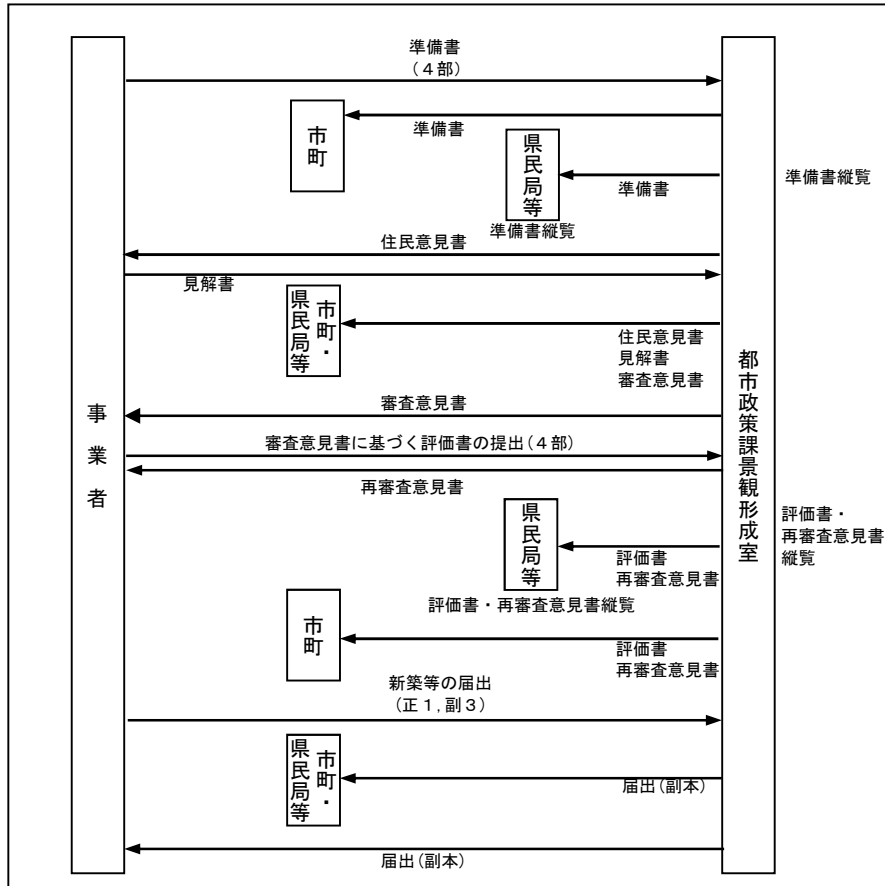 準備書
(４部)
市町
準備書
県民局等
準備書
準備書縦覧
準備書縦覧
住民意見書
見解書
市町・
県民局等
住民意見書
見解書
審査意見書
都市政策課景観形成室
事業者
審査意見書
審査意見書に基づく評価書の提出(４部)
再審査意見書
県民局等
評価書
再審査意見書
評価書・
再審査意見書
縦覧
評価書・再審査意見書縦覧
市町
評価書
再審査意見書
新築等の届出
(正１,副３)
市町・
県民局等
届出(副本)
届出(副本)